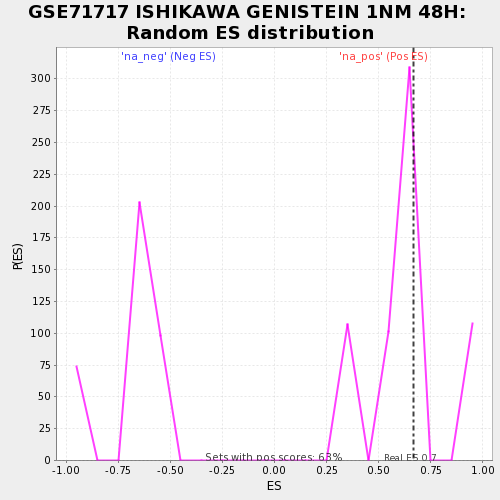 GSE71717 ISHIKAWA GENISTEIN 1NM 48H:
Random ES distribution
'na_neg' (Neg ES)
'na_pos' (Pos ES)
300
275
250
225
200
175
150
125
100
75
50
25
0
P(ES)
Sets with pos scores: 63%
Real ES 0.7
-1.00
-0.75
-0.50
-0.25
0.00
0.25
0.50
0.75
1.00
ES